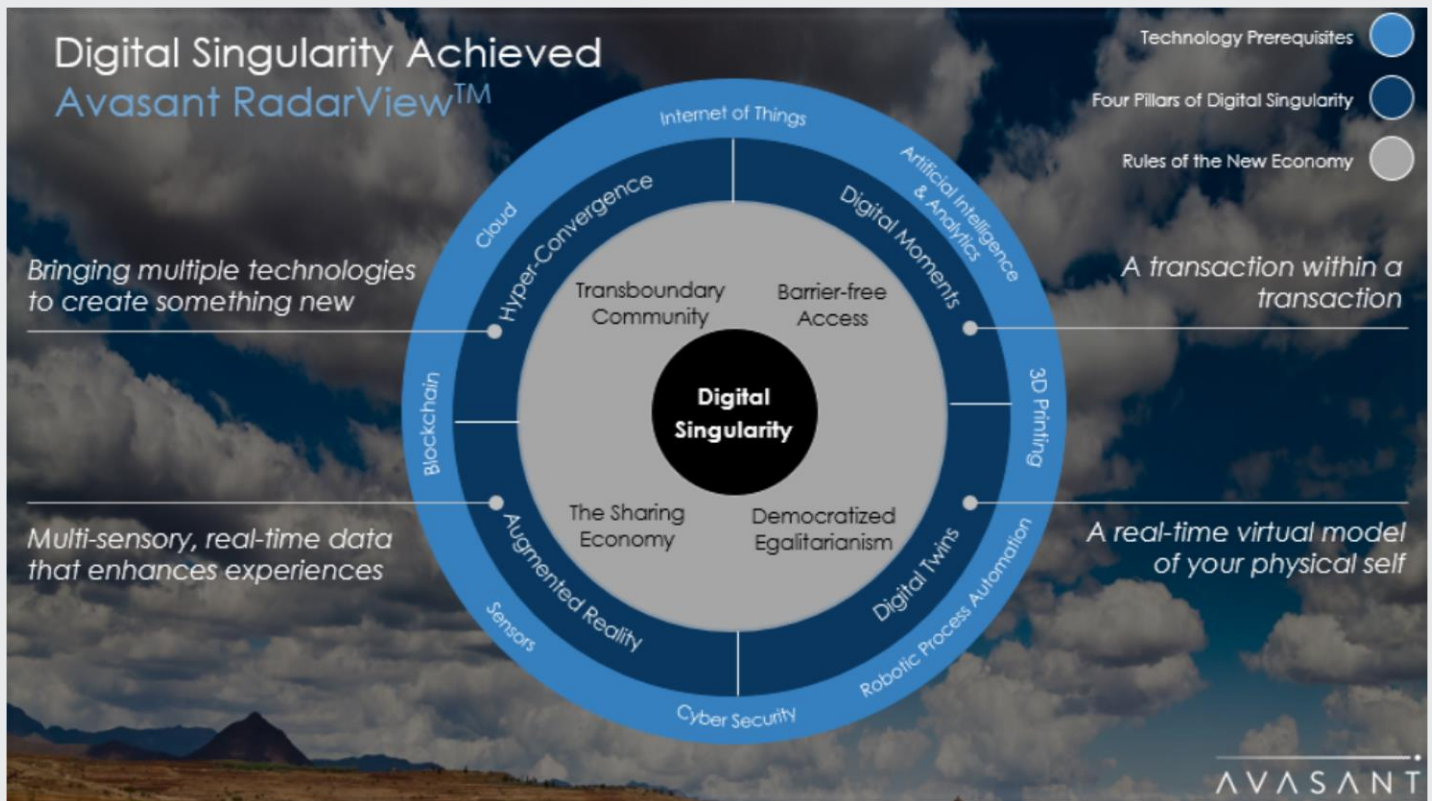 Digital Singularity Achieved
Avasant RadarView™
Technology Prerequisites
Four Pillars of Digital Singularity
Rules of the New Economy
Internet of Things
Artificial Intelligence
& Analytics
3D Printing
Robotic Process Automation
Cyber Security
Sensors
Blockchain
Cloud
Hyper-Convergence
Digital Moments
Digital Twins
Augmented Reality
Transboundary
Community
Barrier-free
Access
Digital
Singularity
The Sharing
Economy
Democratized
Egalitarianism
Bringing multiple technologies
to create something new
A transaction within a
transaction
Multi-sensory, real-time data
that enhances experiences
A real-time virtual model
of your physical self
AVASANT